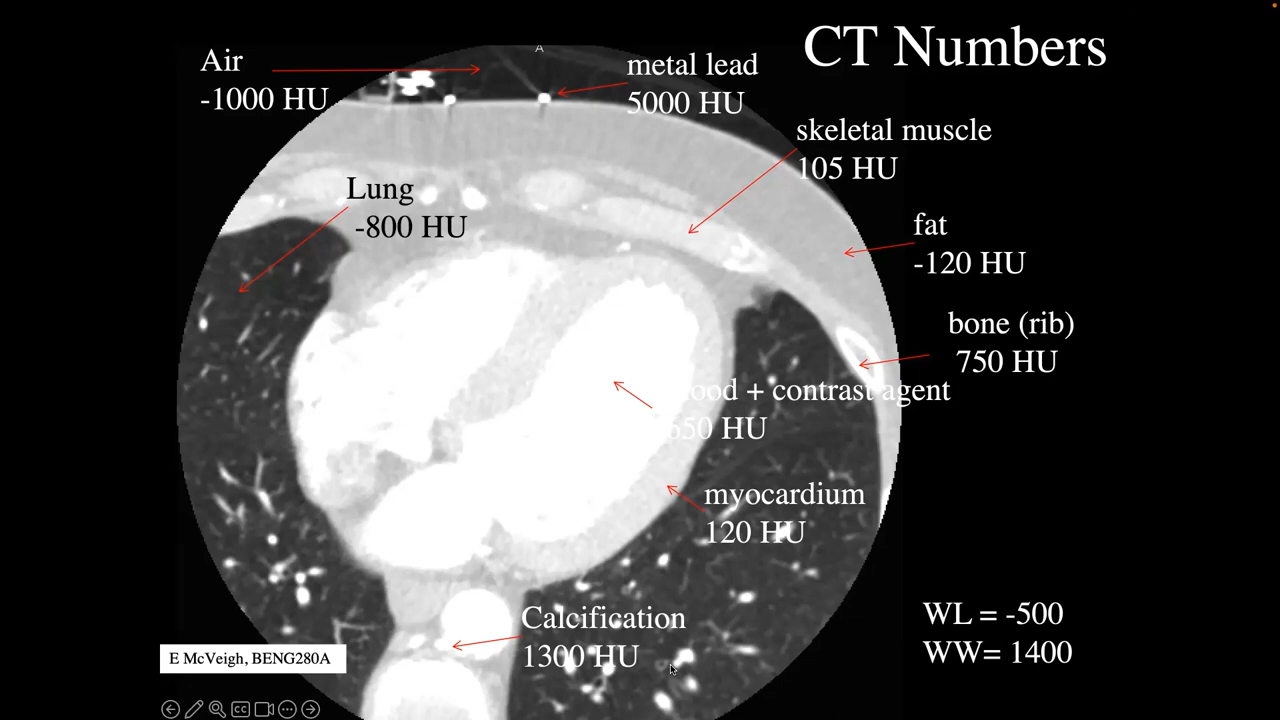 CT Numbers
A
Air
-1000 HU
metal lead
5000 HU
skeletal muscle
105 HU
Lung
-800 HU
fat
-120 HU
bone (rib)
750 HU
+ contrast agent
650 HU
myocardium
120 HU
Calcification
1300 HU
WL = -500
WW= 1400
E McVeigh, BENG280A
CC